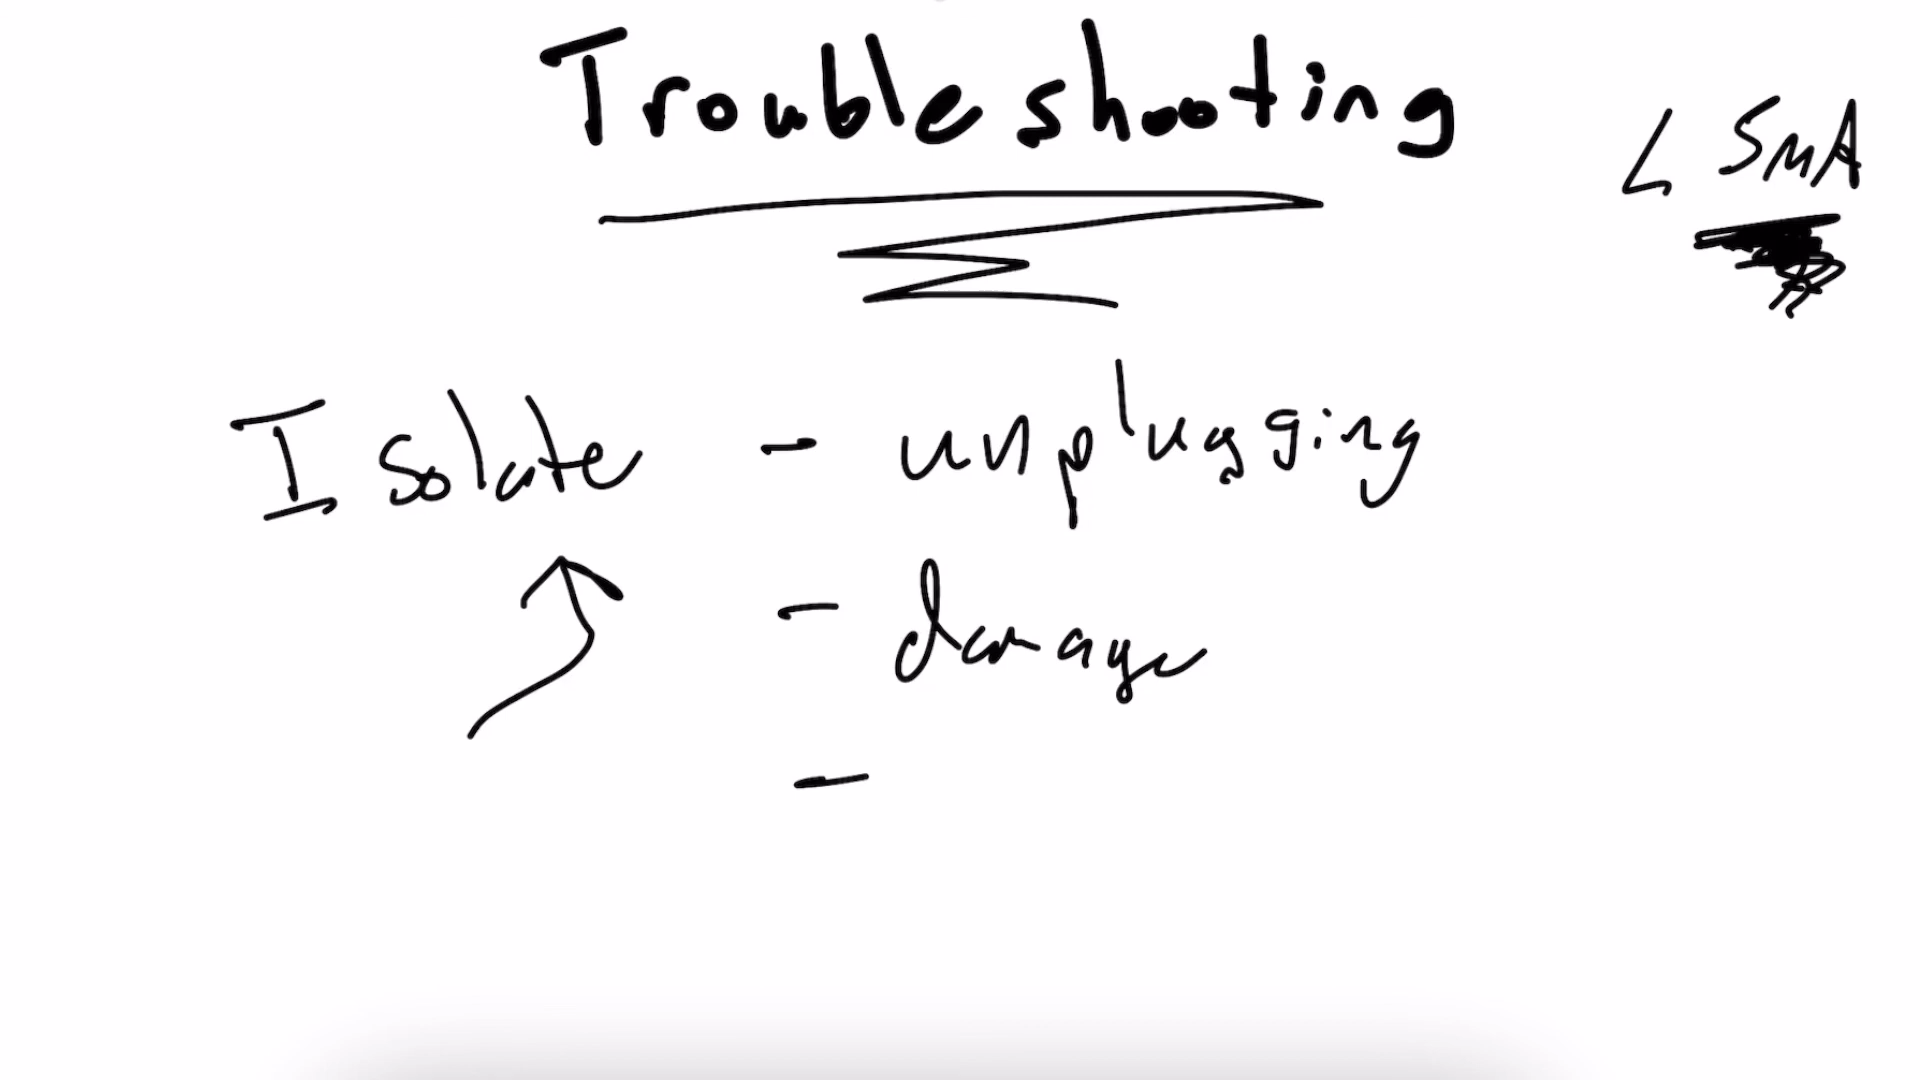 Troubleshooting
L SMA
Isolate - unplugging
- damage
-